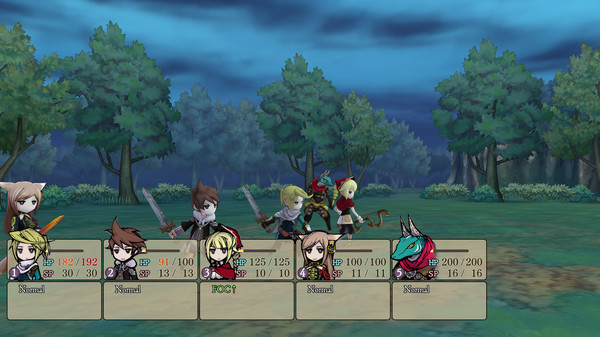 HP 182/192 HP 91/100 HP 125/125 HP 100/100 HP 200/200
1 2 3 4 5
SP 30/ 30 SP 13/ 13 SP 10/ 10 SP 11/ 11 SP 16/ 16
Normal Normal FOC↑ Normal Normal